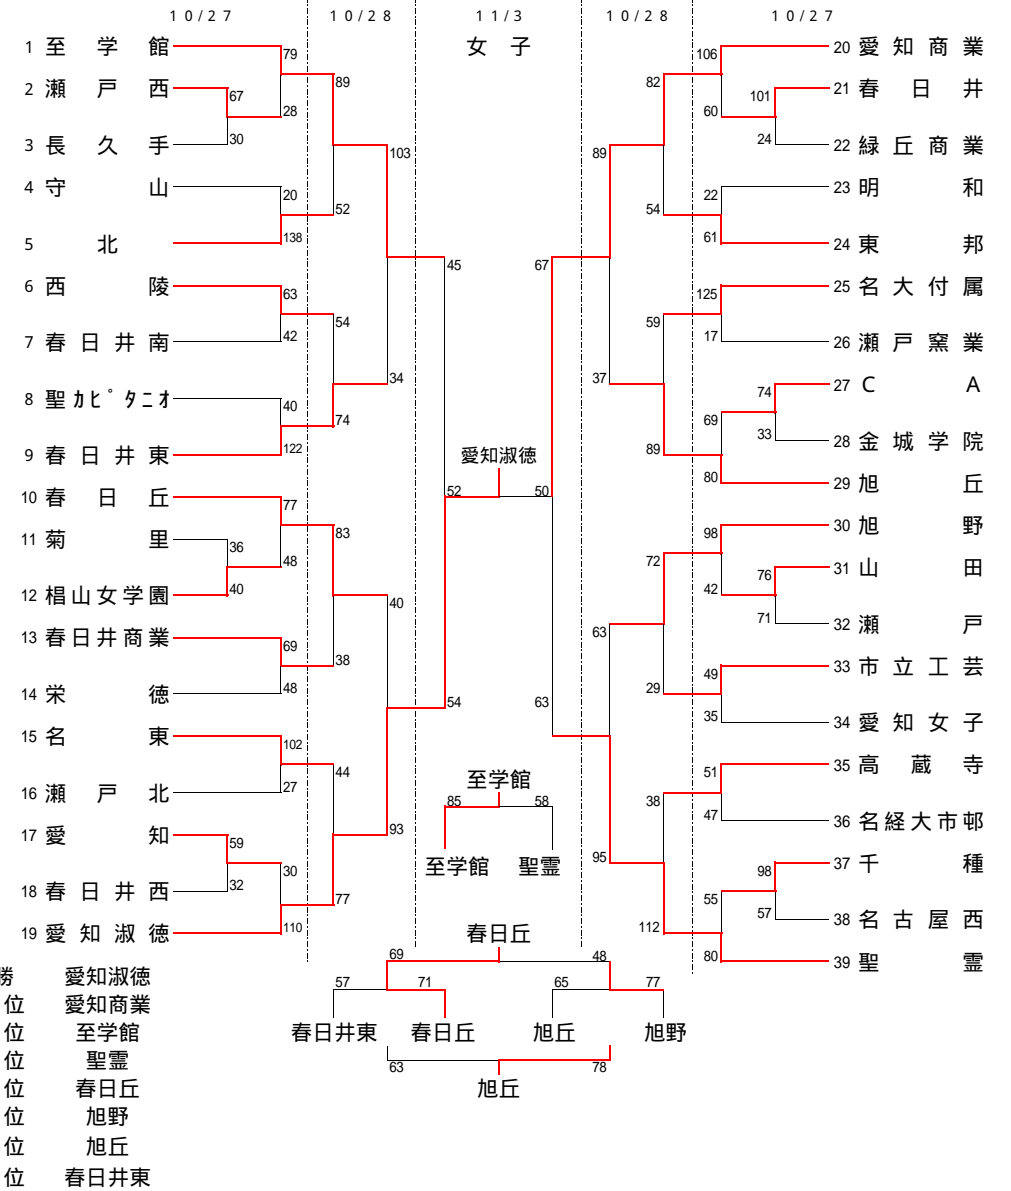 10/27 10/28 11/3 10/28 10/27
女 子
1 至学館 79
2 瀬戸西 67
28
3 長久手 30
89
4 守山 20
52
5 北 138
103
6 西陵 63
54
7 春日井南 42
34
8 聖ｶﾋﾟﾀﾆｵ 40
74
9 春日井東 122
45
10 春日丘 77
83
11 菊里 36
48
12 椙山女学園 40
40
13 春日井商業 69
38
14 栄徳 48
52
54
15 名東 102
44
16 瀬戸北 27
93
17 愛知 59
30
18 春日井西 32
77
19 愛知淑徳 110
106 20 愛知商業
82
101 21 春日井
60
24 22 緑丘商業
89
22 23 明和
54
61 24 東邦
67
125 25 名大付属
59
17 26 瀬戸窯業
37
74 27 CA
69
33 28 金城学院
89
80 29 旭丘
50
98 30 旭野
72
76 31 山田
42
71 32 瀬戸
63
49 33 市立工芸
29
35 34 愛知女子
63
51 35 高蔵寺
38
47 36 名経大市邨
95
98 37 千種
55
57 38 名古屋西
112
80 39 聖霊
愛知淑徳
至学館
85 58
至学館 聖霊
春日丘
69 48
57 71 65 77
春日井東 春日丘 旭丘 旭野
63 78
旭丘
勝 愛知淑徳
位 愛知商業
位 至学館
位 聖霊
位 春日丘
位 旭野
位 旭丘
位 春日井東